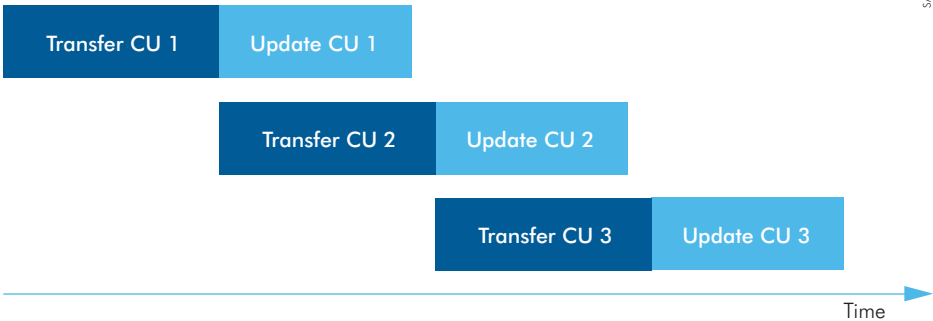 Transfer CU 1 Update CU 1
Transfer CU 2 Update CU 2
Transfer CU 3 Update CU 3
Time